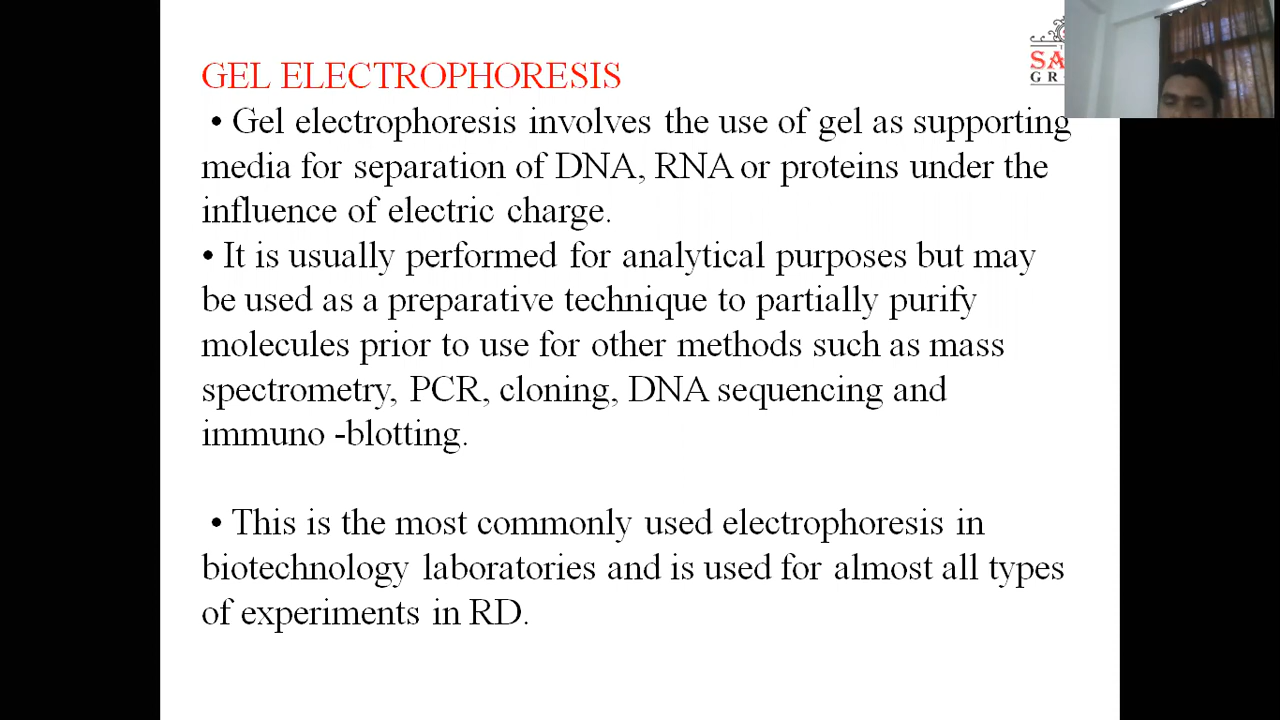 GEL ELECTROPHORESIS
• Gel electrophoresis involves the use of gel as supporting
media for separation of DNA, RNA or proteins under the
influence of electric charge.
• It is usually performed for analytical purposes but may
be used as a preparative technique to partially purify
molecules prior to use for other methods such as mass
spectrometry, PCR, cloning, DNA sequencing and
immuno -blotting.
• This is the most commonly used electrophoresis in
biotechnology laboratories and is used for almost all types
of experiments in RD.